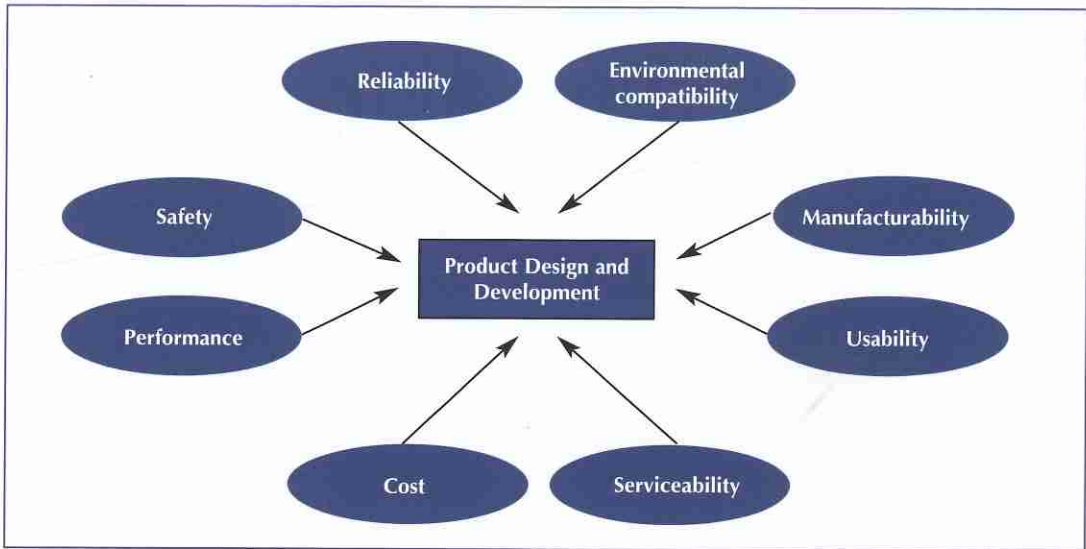 Reliability
Environmental
compatibility
Safety
Manufacturability
Product Design and
Development
Performance
Usability
Cost
Serviceability